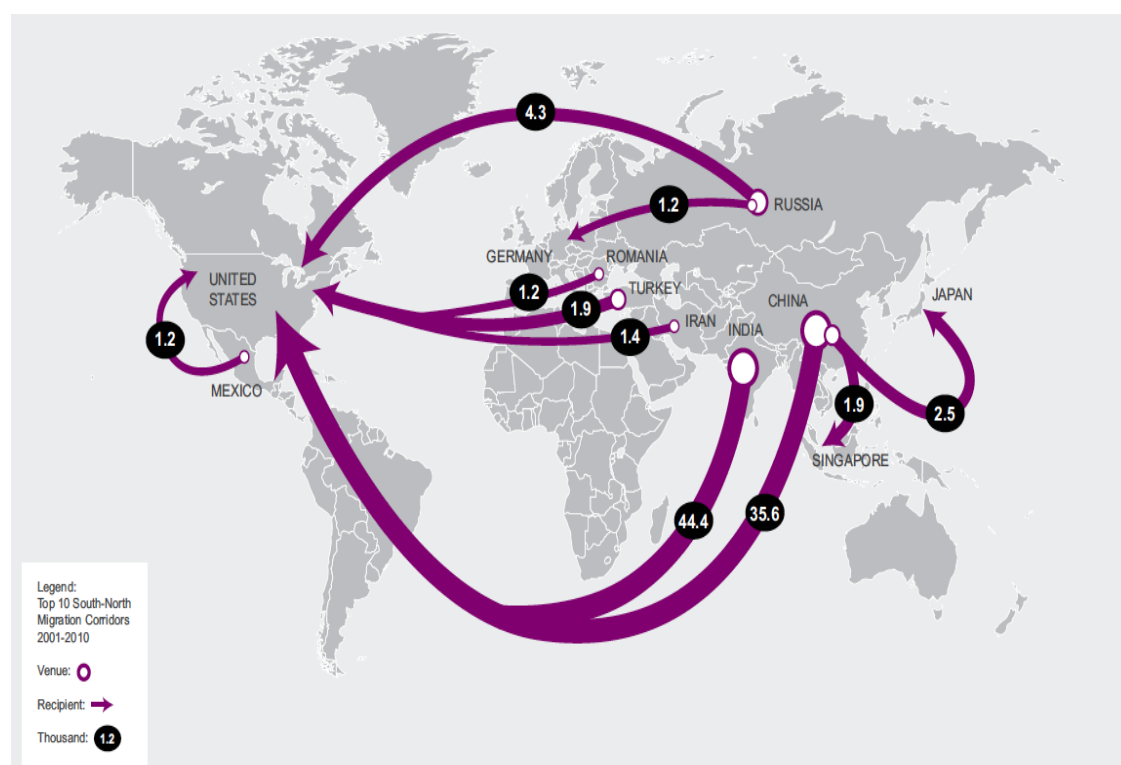 4.3
RUSSIA
1.2
GERMANY
ROMANIA
UNITED
STATES
1.2
TURKEY
CHINA
JAPAN
1.9
IRAN
INDIA
1.2
1.4
MEXICO
1.9
2.5
SINGAPORE
44.4
35.6
Legend:
Top 10 South-North
Migration Corridors
2001-2010
Venue:
Recipient:
Thousand: 1.2